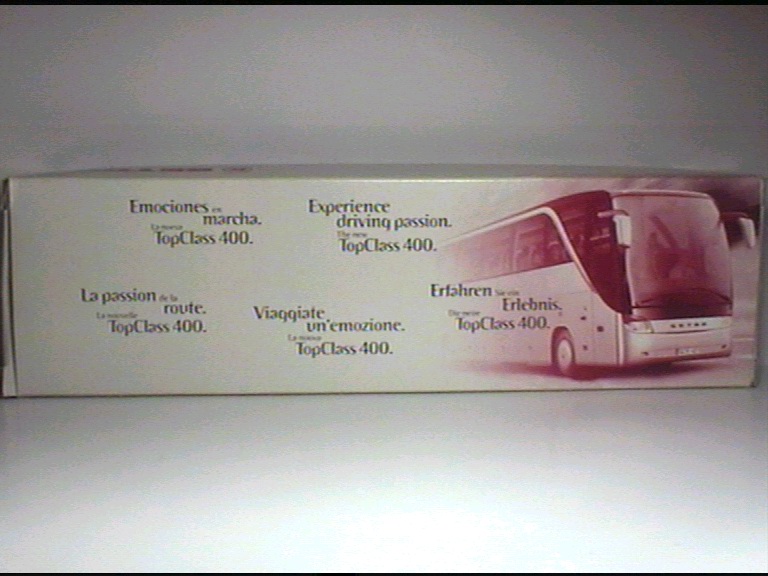 Emociones en
marcha.
La nueva
TopClass 400.
Experience
driving passion.
The new
TopClass 400.
La passion de la
route.
La nouvelle
TopClass 400.
Viaggiate
un'emozione.
La nuova
TopClass 400.
Erfahren Sie ein
Erlebnis.
Die neue
TopClass 400.
SETRA